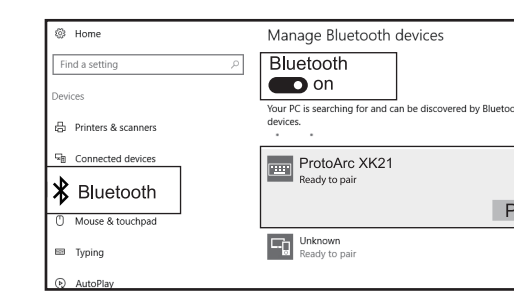 Home
Find a setting
Devices
Printers & scanners
Connected devices
Bluetooth
Mouse & touchpad
Typing
AutoPlay
Manage Bluetooth devices
Bluetooth
on
Your PC is searching for and can be discovered by
devices.
ProtoArc XK21
Ready to pair
Unknown
Ready to pair